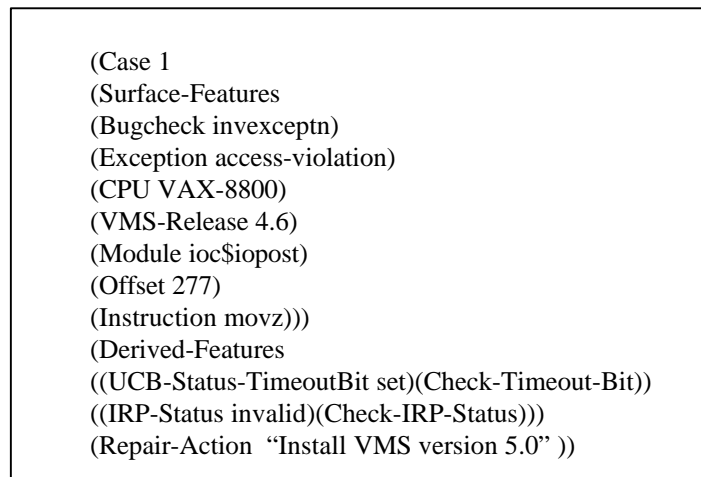 (Case 1
(Surface-Features
(Bugcheck invexceptn)
(Exception access-violation)
(CPU VAX-8800)
(VMS-Release 4.6)
(Module ioc$iopost)
(Offset 277)
(Instruction movz)))
(Derived-Features
((UCB-Status-TimeoutBit set)(Check-Timeout-Bit))
((IRP-Status invalid)(Check-IRP-Status)))
(Repair-Action “Install VMS version 5.0” ))